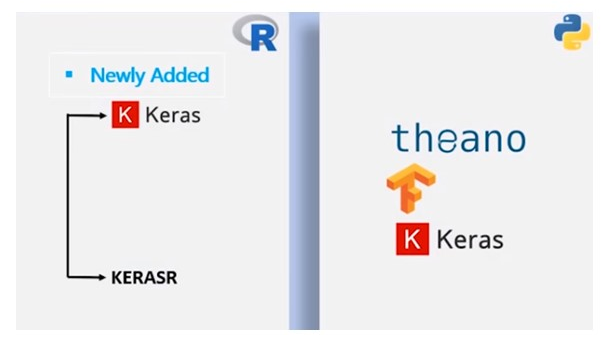 R
Newly Added
K Keras
KERASR
theano
K Keras